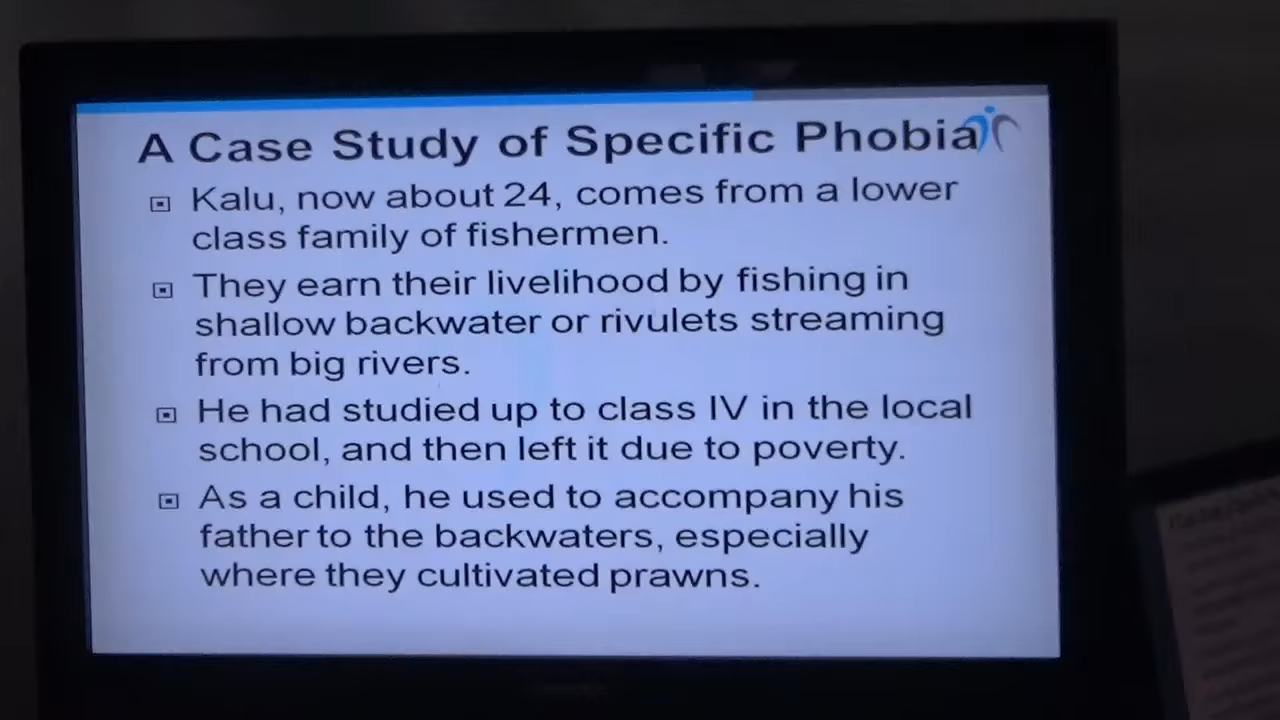 A Case Study of Specific Phobia
Kalu, now about 24, comes from a lower
class family of fishermen.
They earn their livelihood by fishing in
shallow backwater or rivulets streaming
from big rivers.
He had studied up to class IV in the local
school, and then left it due to poverty.
As a child, he used to accompany his
father to the backwaters, especially
where they cultivated prawns.